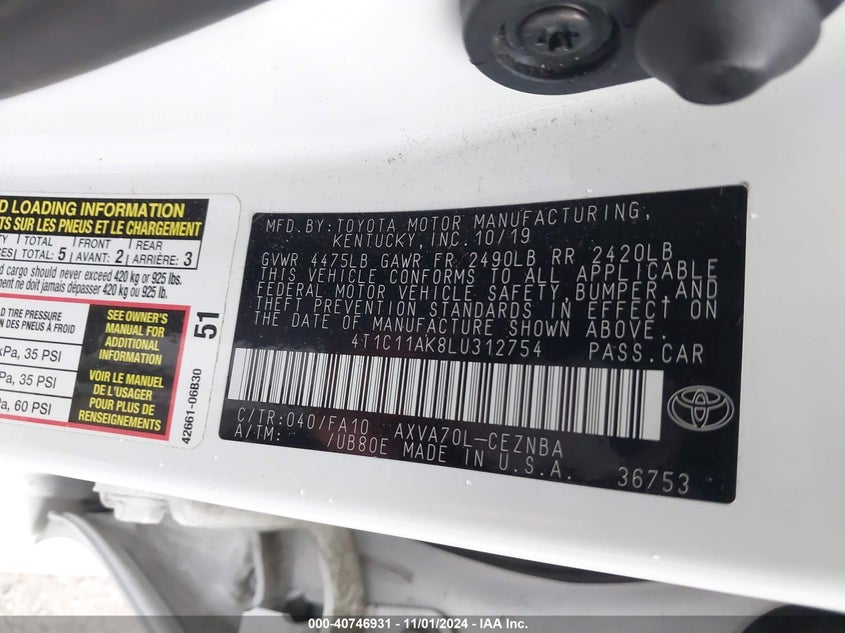 D LOADING INFORMATION
TS SUR LES PNEUS ET LE CHARGEMENT
TOTAL 5 FRONT AVANT: 2 REAR ARRIÈRE: 3
TOTAL:
d cargo should never exceed 420 kg or 925 lbs.
ment ne doit jamais dépasser 420 kg ou 925 lb.
D TIRE PRESSURE
ION DES PNEUS À FROID
kPa, 35 PSI
Pa, 35 PSI
a, 60 PSI
SEE OWNER'S
MANUAL FOR
ADDITIONAL
INFORMATION
VOIR LE MANUEL
DE L'USAGER
POUR PLUS DE
RENSEIGNEMENTS
51
42661-06B30
MFD.BY:TOYOTA MOTOR MANUFACTURING,
KENTUCKY, INC.10/19
GVWR 4475LB GAWR FR 2490LB RR 2420LB
THIS VEHICLE CONFORMS TO ALL APPLICABLE
FEDERAL MOTOR VEHICLE SAFETY,BUMPER,AND
THEFT PREVENTION STANDARDS IN EFFECT ON
THE DATE OF MANUFACTURE SHOWN ABOVE.
4T1C11AK8LU312754 PASS.CAR
C/TR:040/FA10 AXVA70L-CEZNBA
A/TM: /UB80E MADE IN U.S.A.
36753
000-40746931 - 11/01/2024 - IAA Inc.